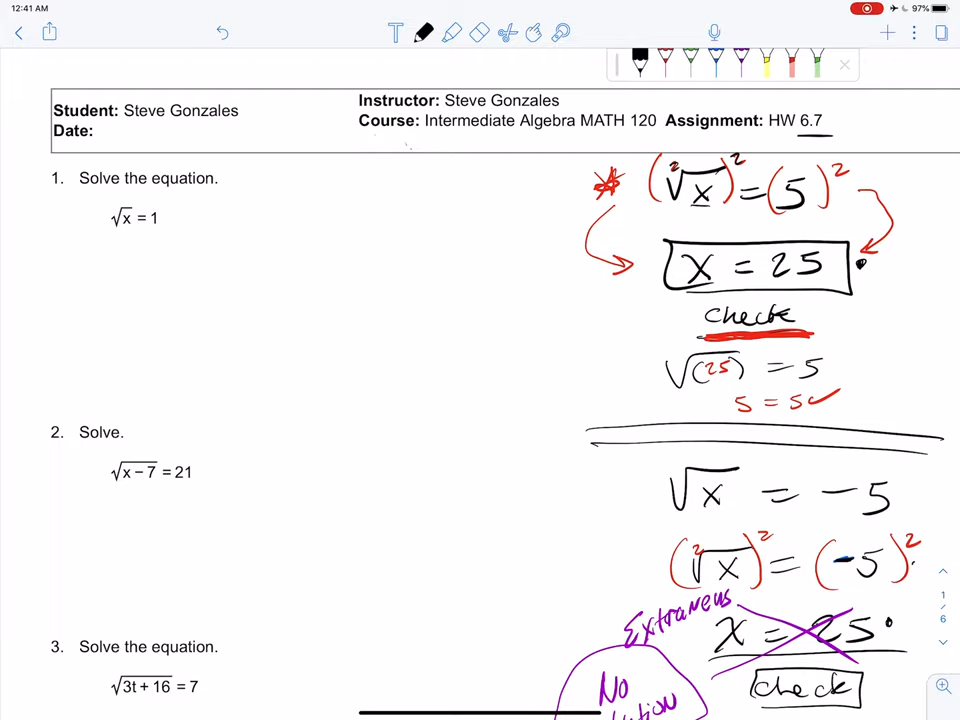 12:41 AM
97%
T
Student: Steve Gonzales
Date:
Instructor: Steve Gonzales
Course: Intermediate Algebra MATH 120 Assignment: HW 6.7
1. Solve the equation.
√x = 1
2. Solve.
√x − 7 = 21
3. Solve the equation.
√3t + 16 = 7
(²√x)² = (5)²
x = 25
check
√(25) = 5
5 = 5 ✓
√x = -5
(²√x)² = (-5)²
Extraneus
x = 25
check
No
1
/
6